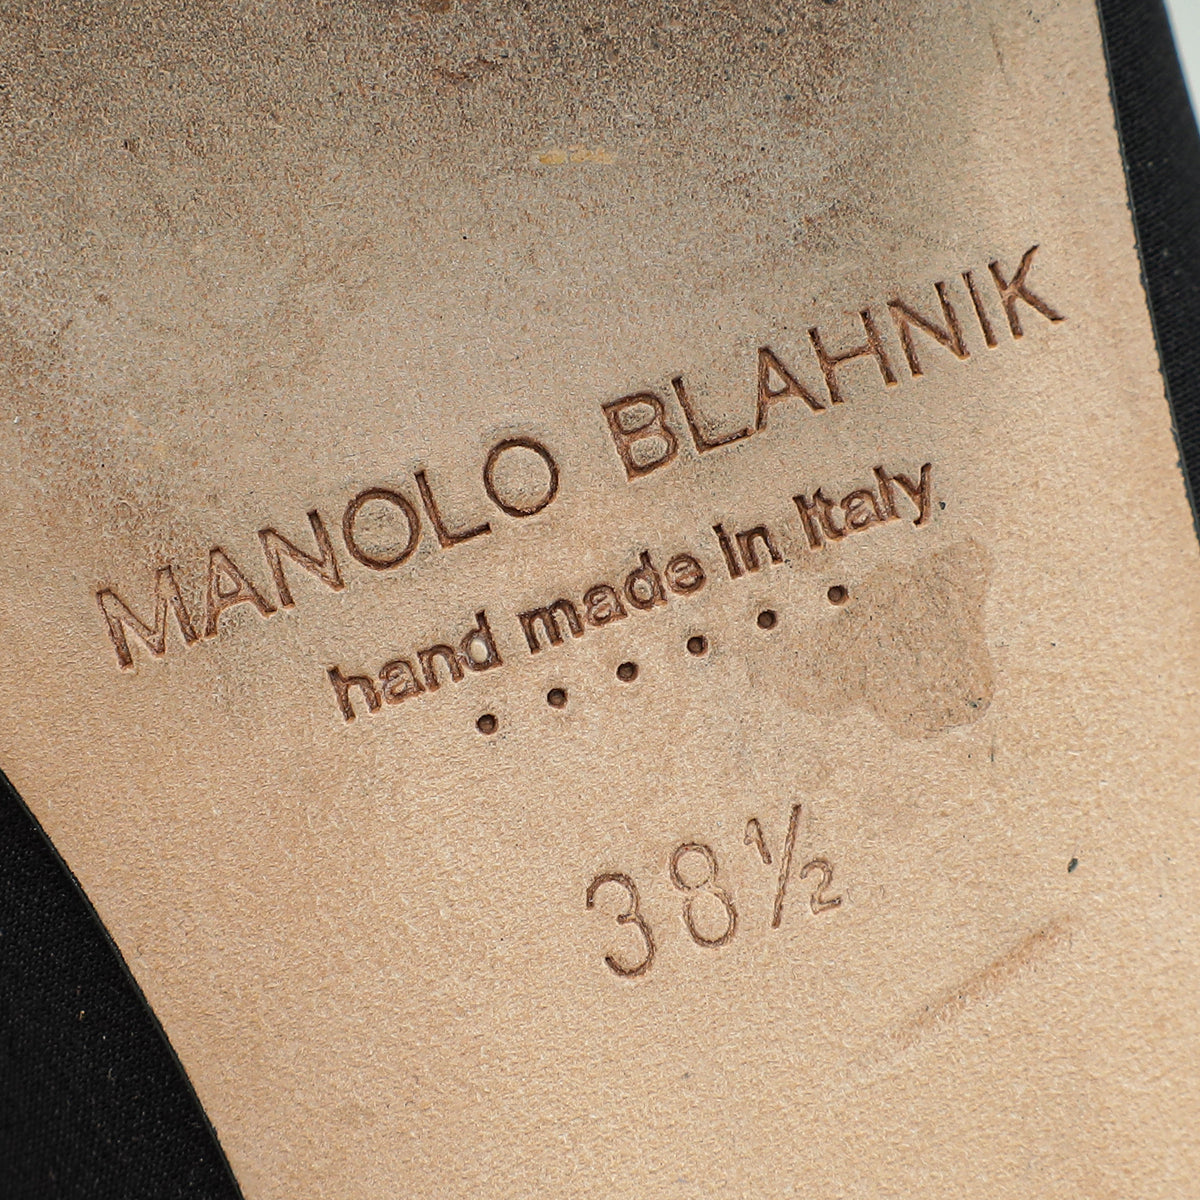 MANOLO BLAHNIK
hand made in Italy
......
38½